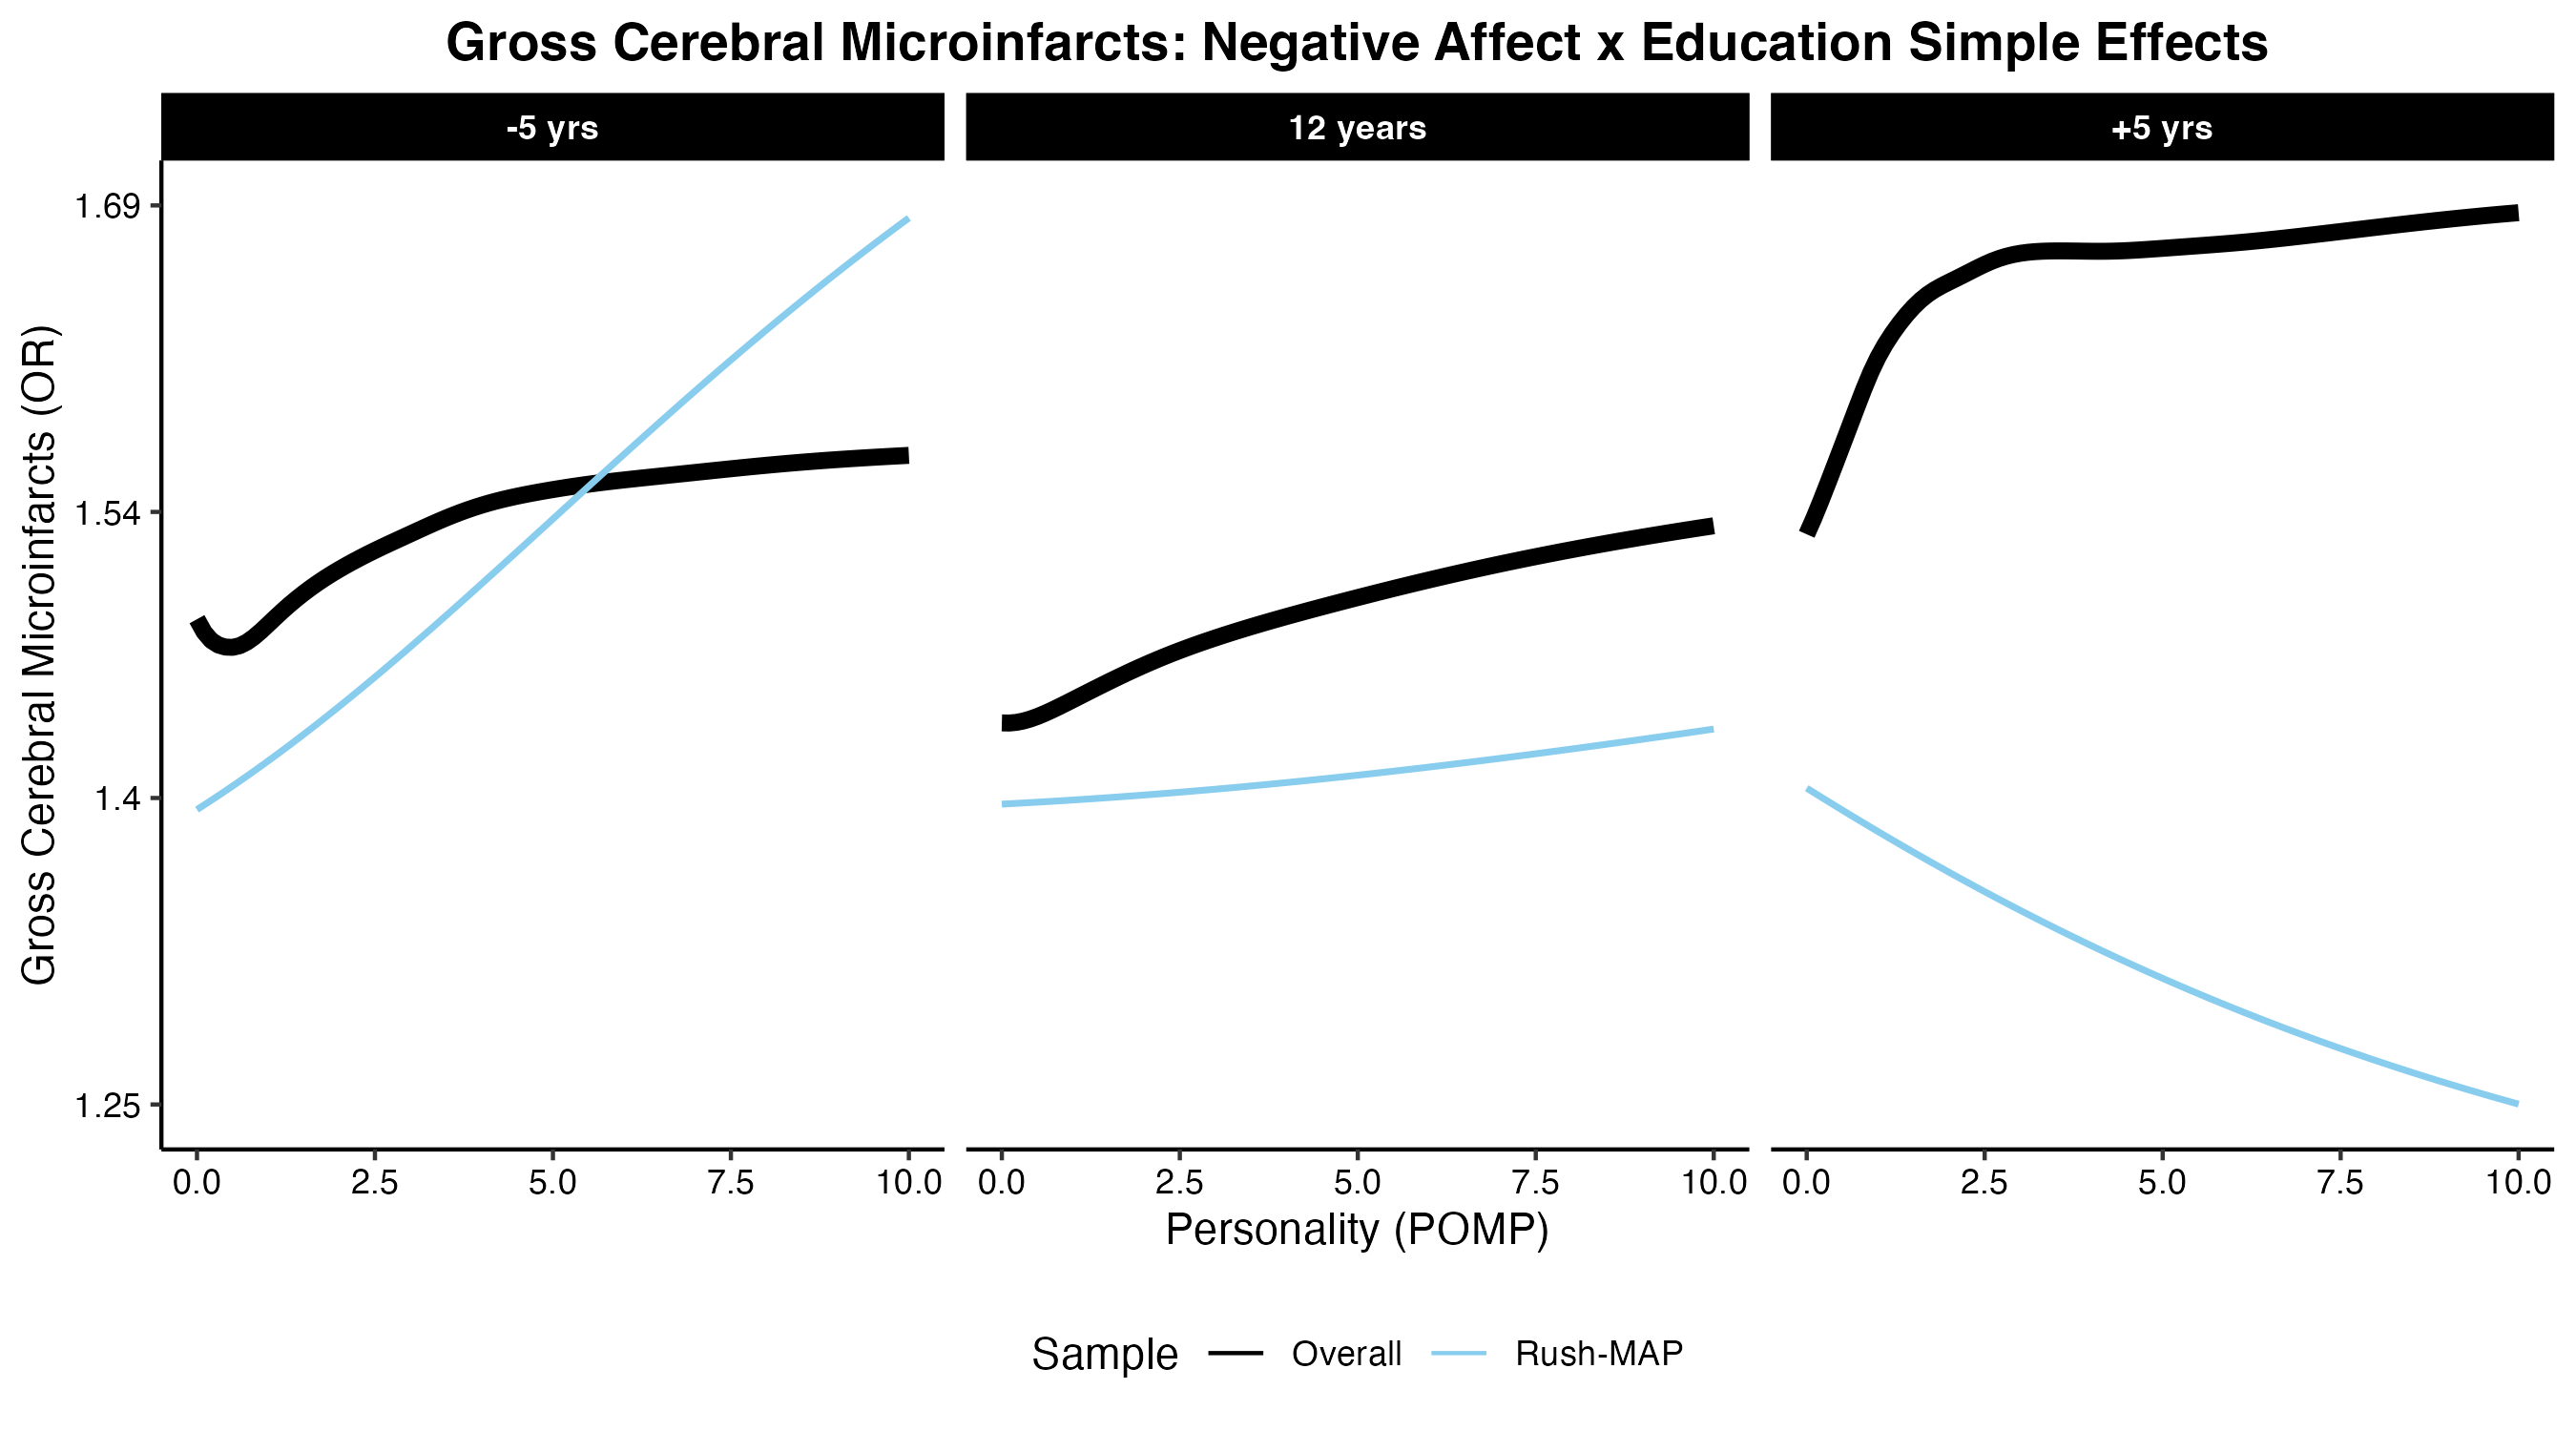 Gross Cerebral Microinfarcts: Negative Affect x Education Simple Effects
-5 yrs
12 years
+5 yrs
Gross Cerebral Microinfarcts (OR)
1.69
1.54
1.4
1.25
0.0 2.5 5.0 7.5 10.0
0.0 2.5 5.0 7.5 10.0
0.0 2.5 5.0 7.5 10.0
Personality (POMP)
Sample Overall Rush-MAP